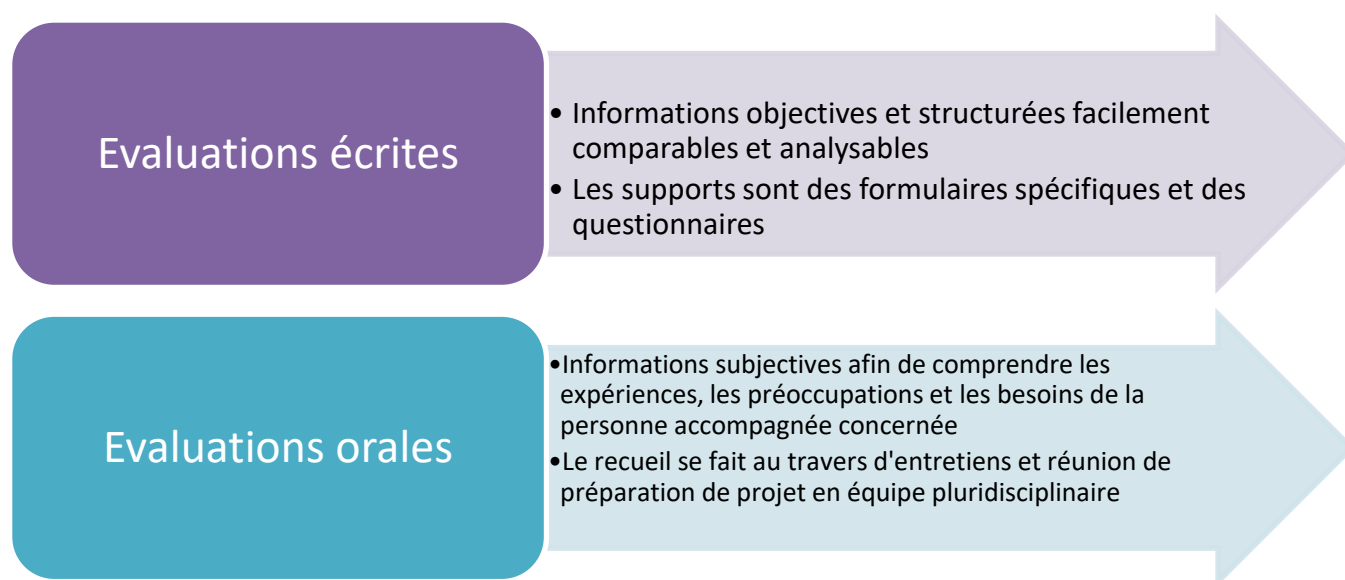 Evaluations écrites
• Informations objectives et structurées facilement
comparables et analysables
• Les supports sont des formulaires spécifiques et des
questionnaires
Evaluations orales
•Informations subjectives afin de comprendre les
expériences, les préoccupations et les besoins de la
personne accompagnée concernée
•Le recueil se fait au travers d'entretiens et réunion de
préparation de projet en équipe pluridisciplinaire